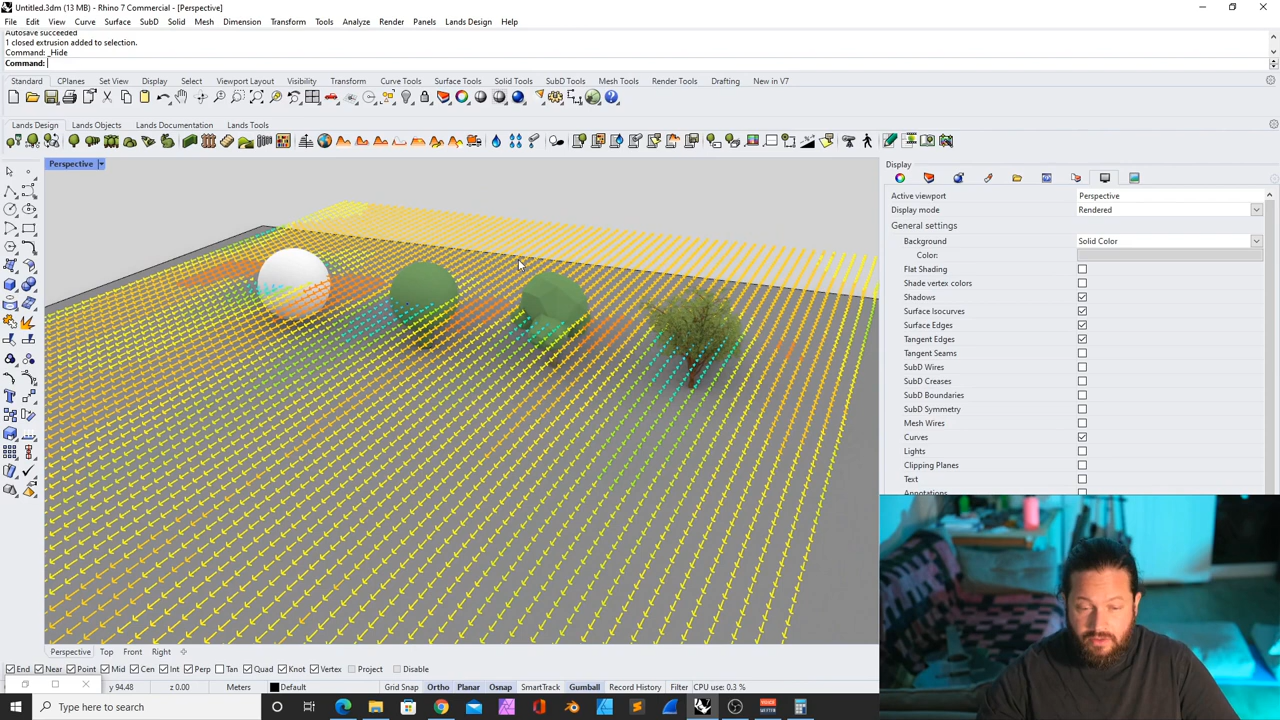 Untitled.3dm (13 MB) - Rhino 7 Commercial - [Perspective]
File Edit View Curve Surface SubD Solid Mesh Dimension Transform Tools Analyze Render Panels Lands Design Help
Autosave succeeded
1 closed extrusion added to selection.
Command: _Hide
Command:
Standard CPlanes Set View Display Select Viewport Layout Visibility Transform Curve Tools Surface Tools Solid Tools SubD Tools Mesh Tools Render Tools Drafting New in V7
Lands Design Lands Objects Lands Documentation Lands Tools
Perspective
Display
Active viewport Perspective
Display mode Rendered
General settings
Background Solid Color
Color:
Flat Shading
Shade vertex colors
Shadows
Surface Isocurves
Surface Edges
Tangent Edges
Tangent Seams
SubD Wires
SubD Creases
SubD Boundaries
SubD Symmetry
Mesh Wires
Curves
Lights
Clipping Planes
Text
Annotations
Perspective Top Front Right
End Near Point Mid Cen Int Perp Tan Quad Knot Vertex Project Disable
y 94.48 z 0.00 Meters Default Grid Snap Ortho Planar Osnap SmartTrack Gumball Record History Filter CPU use: 0.3 %
Type here to search